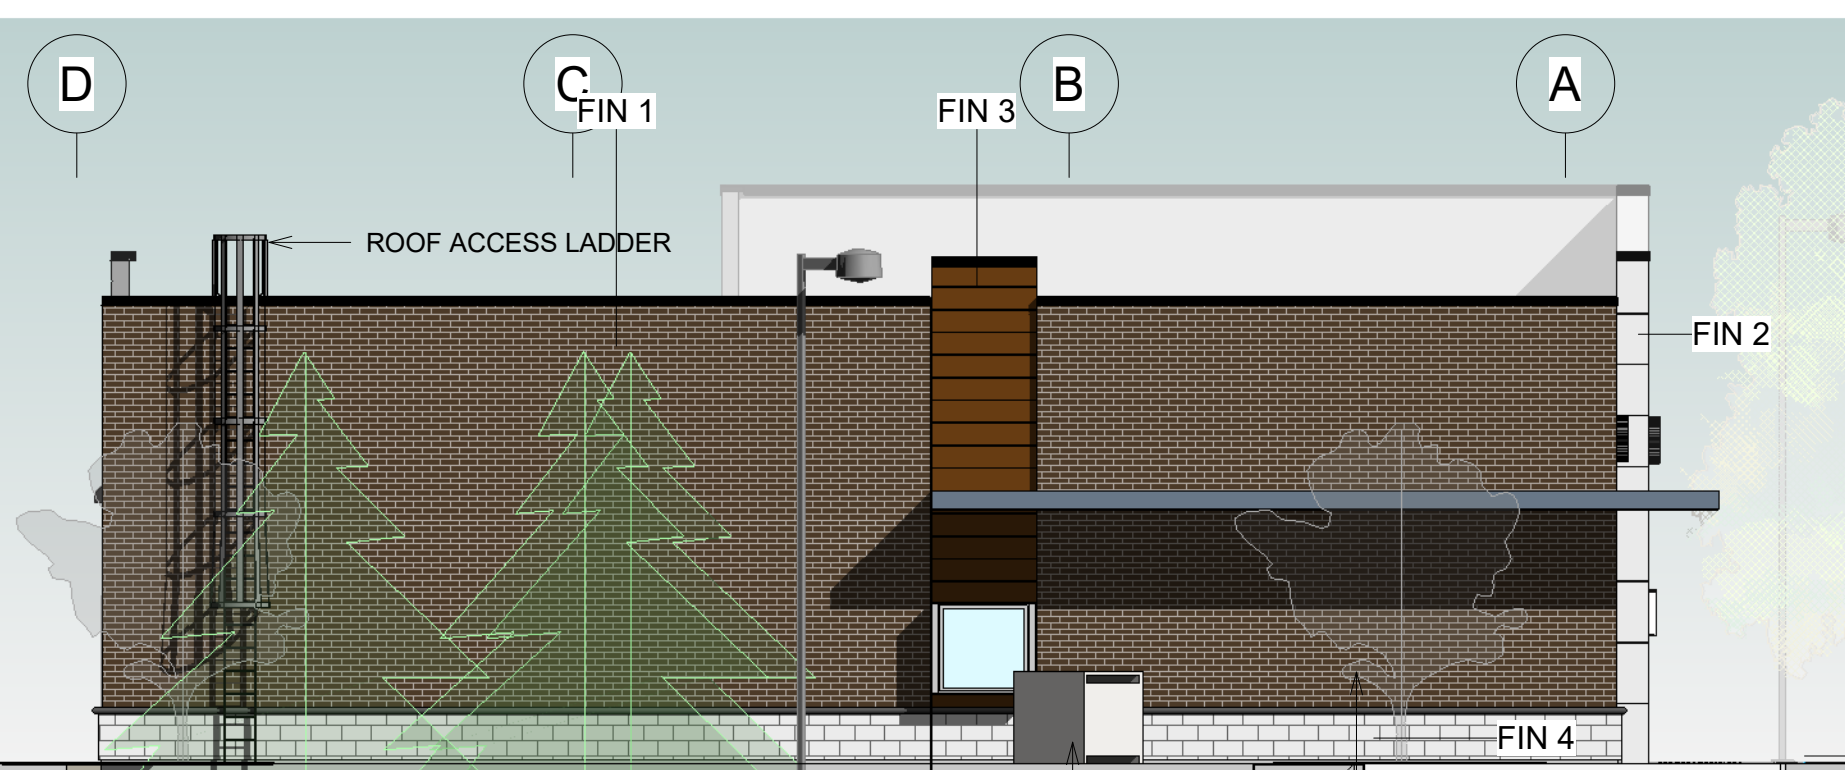 D
C
B
A
FIN 1
FIN 3
ROOF ACCESS LADDER
FIN 2
FIN 4